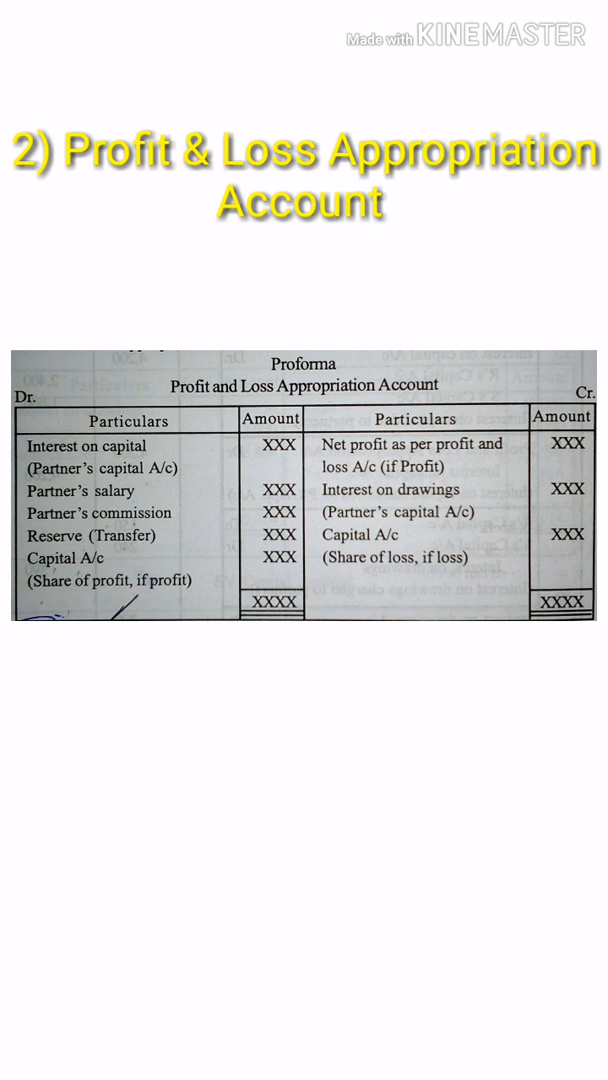 Made with KINEMASTER
2) Profit & Loss Appropriation
Account
Proforma
Profit and Loss Appropriation Account
Dr. Cr.
Particulars Amount Particulars Amount
Interest on capital XXX Net profit as per profit and XXX
(Partner's capital A/c) loss A/c (if Profit)
Partner's salary XXX Interest on drawings XXX
Partner's commission XXX (Partner's capital A/c)
Reserve (Transfer) XXX Capital A/c XXX
Capital A/c XXX (Share of loss, if loss)
(Share of profit, if profit)
XXXX XXXX